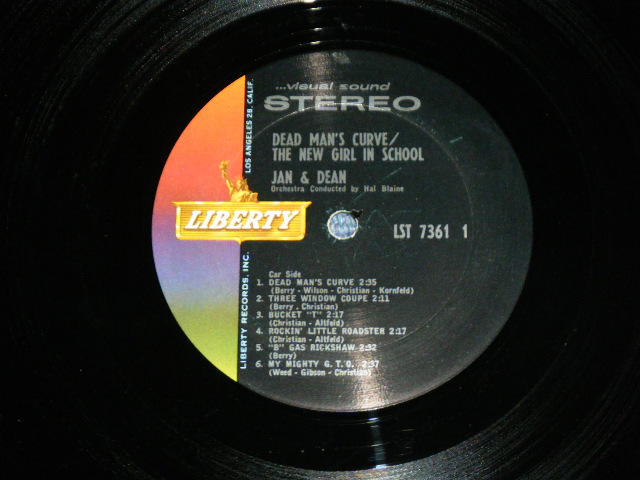 ...visual sound
STEREO
DEAD MAN'S CURVE/
THE NEW GIRL IN SCHOOL
JAN & DEAN
Orchestra Conducted by Hal Blaine
LIBERTY
LST 7361 1
Car Side
1. DEAD MAN'S CURVE 2:35
(Berry - Wilson - Christian - Kornfeld)
2. THREE WINDOW COUPE 2:11
(Berry - Christian)
3. BUCKET "T" 2:17
(Christian - Altfeld)
4. ROCKIN' LITTLE ROADSTER 2:17
(Christian - Altfeld)
5. "B" GAS RICKSHAW 2:32
(Berry)
6. MY MIGHTY G. T. O. 2:37
(Weed - Gibson - Christian)
LIBERTY RECORDS, INC.
LOS ANGELES 28, CALIF.